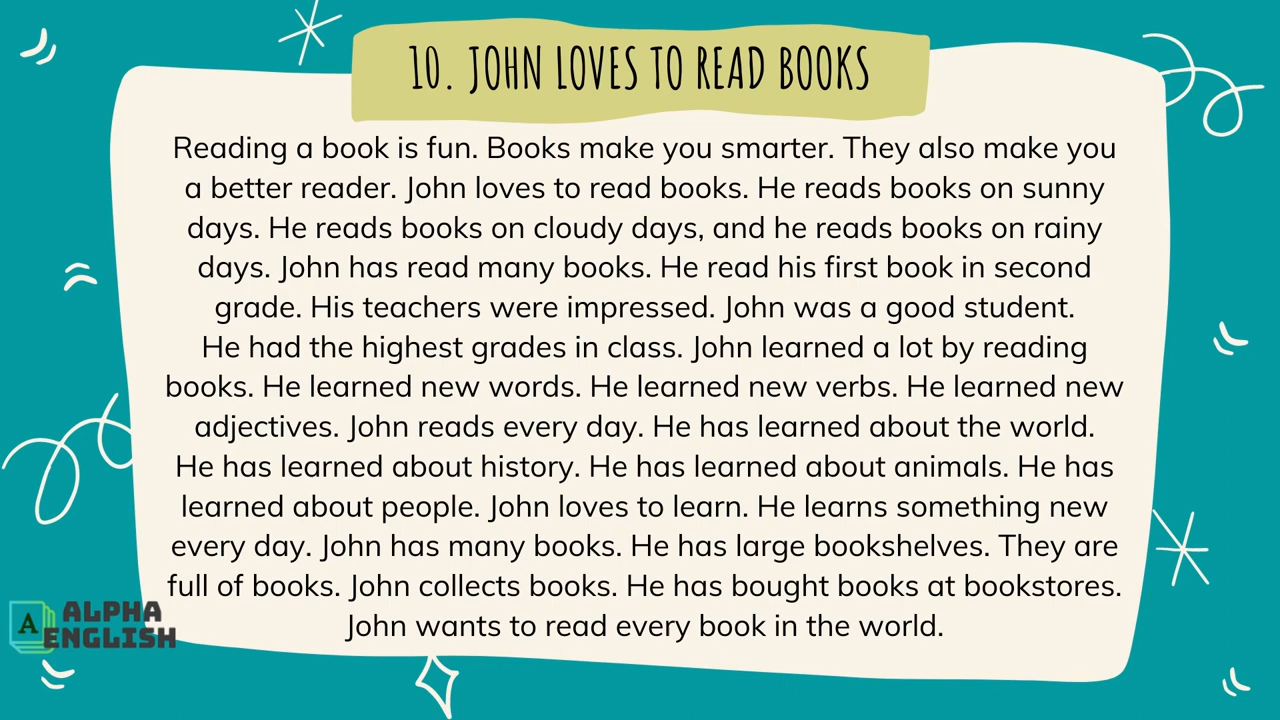 10. JOHN LOVES TO READ BOOKS
Reading a book is fun. Books make you smarter. They also make you
a better reader. John loves to read books. He reads books on sunny
days. He reads books on cloudy days, and he reads books on rainy
days. John has read many books. He read his first book in second
grade. His teachers were impressed. John was a good student.
He had the highest grades in class. John learned a lot by reading
books. He learned new words. He learned new verbs. He learned new
adjectives. John reads every day. He has learned about the world.
He has learned about history. He has learned about animals. He has
learned about people. John loves to learn. He learns something new
every day. John has many books. He has large bookshelves. They are
full of books. John collects books. He has bought books at bookstores.
John wants to read every book in the world.
A
ALPHA
ENGLISH